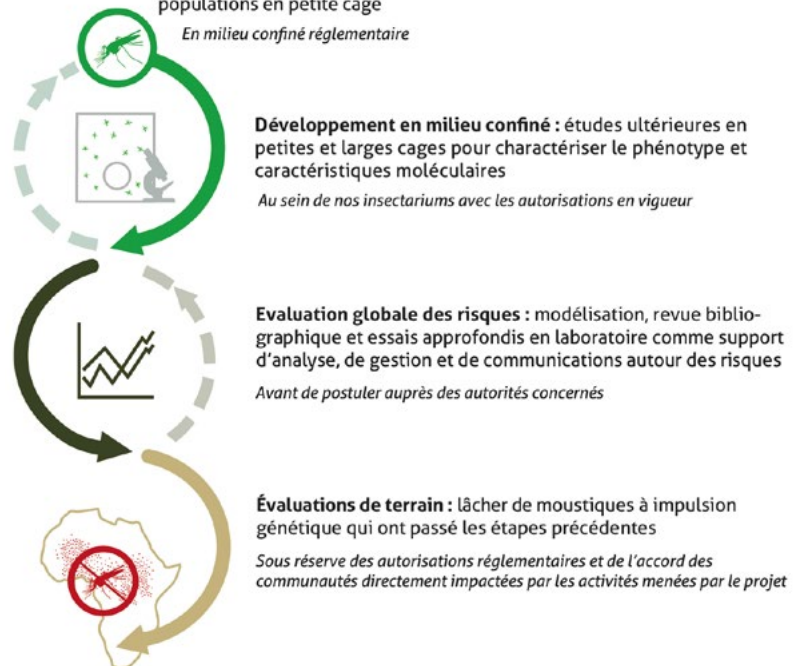 populations en petite cage
En milieu confiné réglementaire
Développement en milieu confiné : études ultérieures en
petites et larges cages pour charactériser le phénotype et
caractéristiques moléculaires
Au sein de nos insectariums avec les autorisations en vigueur
Evaluation globale des risques : modélisation, revue biblio-
graphique et essais approfondis en laboratoire comme support
d'analyse, de gestion et de communications autour des risques
Avant de postuler auprès des autorités concernés
Évaluations de terrain : lâcher de moustiques à impulsion
génétique qui ont passé les étapes précédentes
Sous réserve des autorisations réglementaires et de l'accord des
communautés directement impactées par les activités menées par le projet